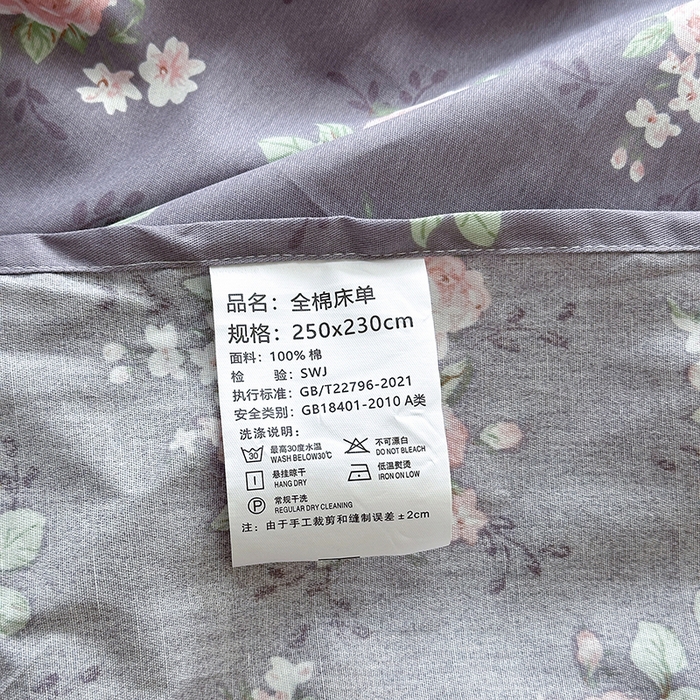 品名：全棉床单
规格：250x230cm
面料：100% 棉
检　　验：SWJ
执行标准：GB/T22796-2021
安全类别：GB18401-2010 A类
洗涤说明：
30 最高30度水温 不可漂白
WASH BELOW30℃ DO NOT BLEACH
悬挂晾干 低温熨烫
HANG DRY IRON ON LOW
P 常规干洗
REGULAR DRY CLEANING
注：由于手工裁剪和缝制误差 ±2cm